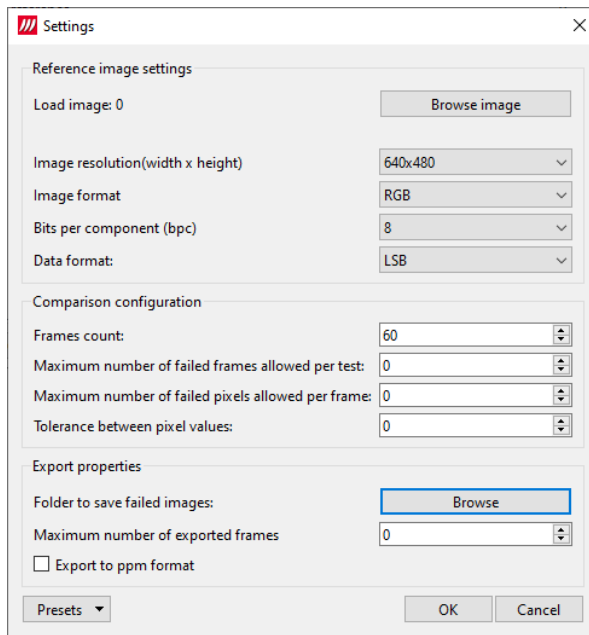 Settings
Reference image settings
Load image: 0
Browse image
Image resolution(width x height)
640x480
Image format
RGB
Bits per component (bpc)
8
Data format:
LSB
Comparison configuration
Frames count:
60
Maximum number of failed frames allowed per test:
0
Maximum number of failed pixels allowed per frame:
0
Tolerance between pixel values:
0
Export properties
Folder to save failed images:
Browse
Maximum number of exported frames
0
Export to ppm format
Presets
OK
Cancel